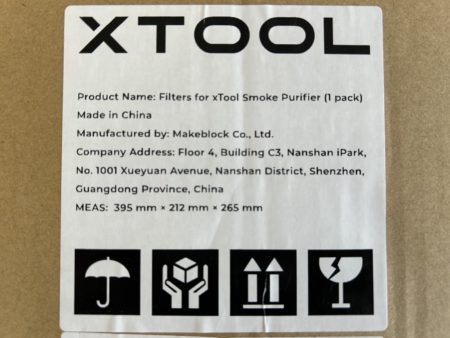 XTOOL
Product Name: Filters for xTool Smoke Purifier (1 pack)
Made in China
Manufactured by: Makeblock Co., Ltd.
Company Address: Floor 4, Building C3, Nanshan iPark,
No. 1001 Xueyuan Avenue, Nanshan District, Shenzhen,
Guangdong Province, China
MEAS: 395 mm × 212 mm × 265 mm